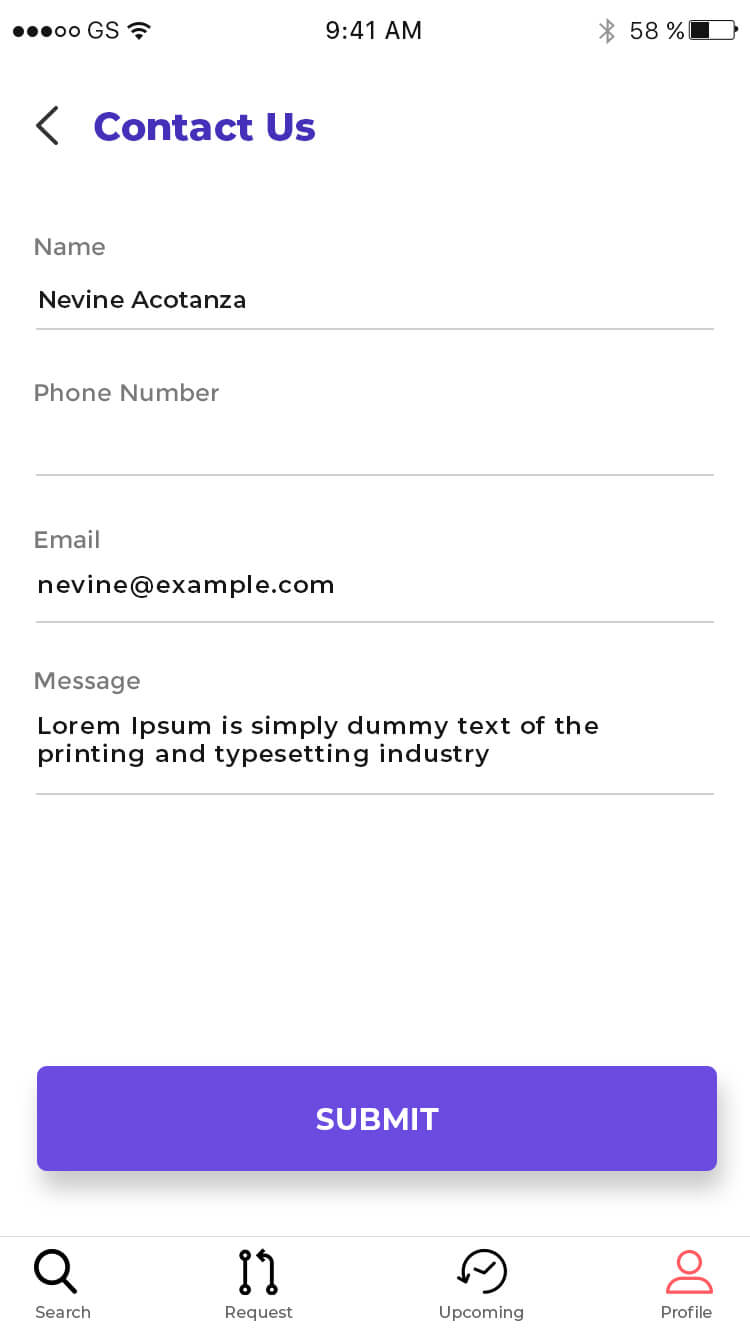 GS 9:41 AM 58 %
Contact Us
Name
Nevine Acotanza
Phone Number
Email
nevine@example.com
Message
Lorem Ipsum is simply dummy text of the
printing and typesetting industry
SUBMIT
Search Request Upcoming Profile